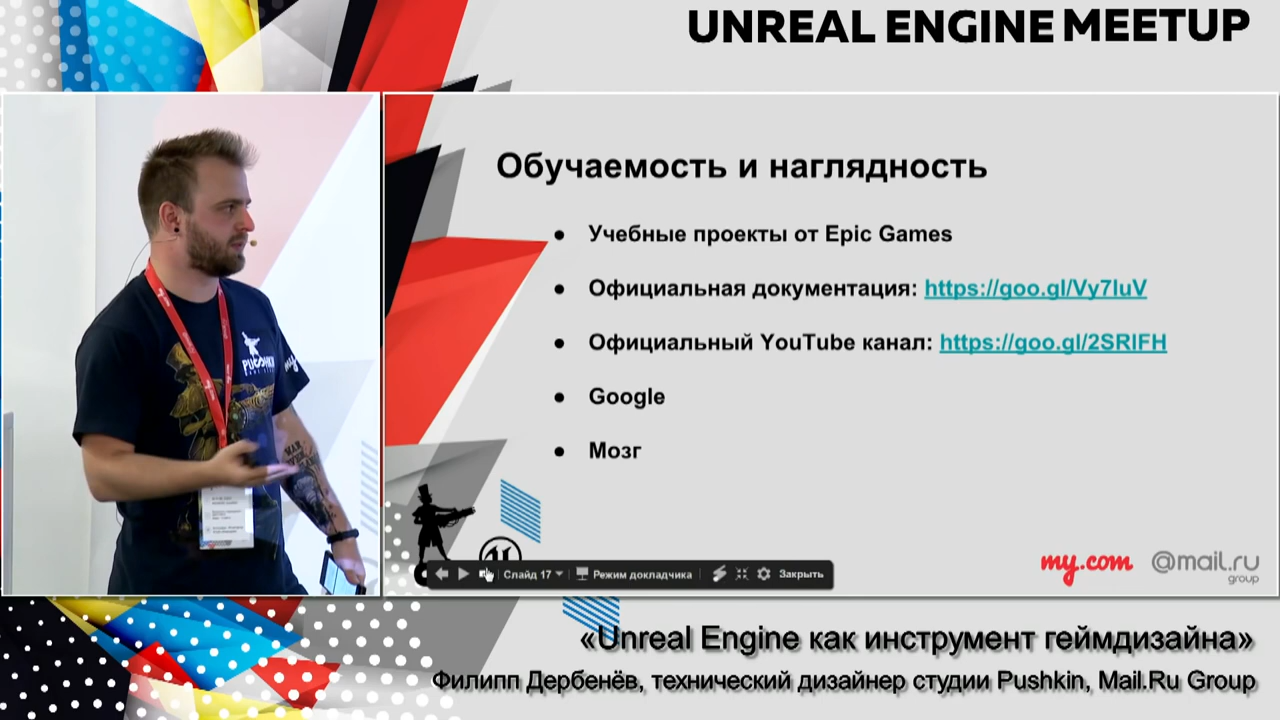 UNREAL ENGINE MEETUP
Обучаемость и наглядность
● Учебные проекты от Epic Games
● Официальная документация: https://goo.gl/Vy7luV
● Официальный YouTube канал: https://goo.gl/2SRIFH
● Google
● Мозг
Слайд 17
Режим докладчика
Закрыть
my.com
@mail.ru
group
«Unreal Engine как инструмент геймдизайна»
Филипп Дербенёв, технический дизайнер студии Pushkin, Mail.Ru Group